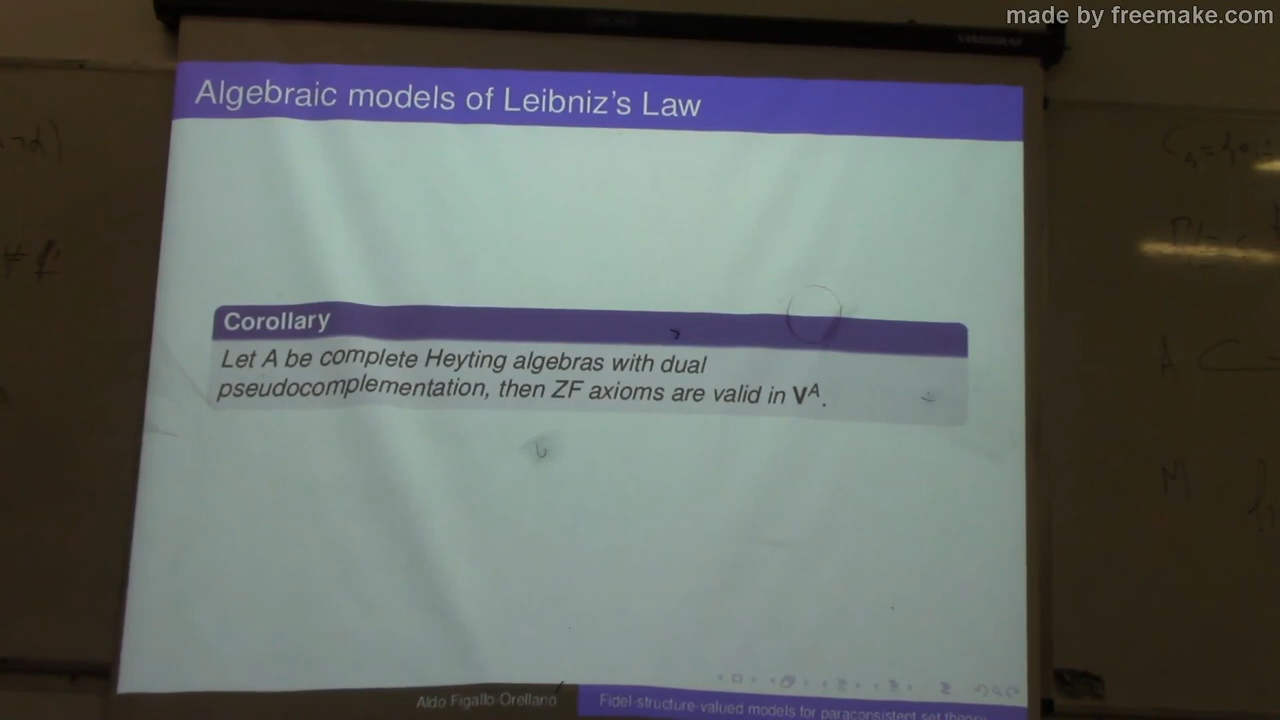 made by freemake.com
Algebraic models of Leibniz's Law
Corollary
Let A be complete Heyting algebras with dual
pseudocomplementation, then ZF axioms are valid in V^A.
Aldo Figallo-Orellano
Fidel-structure-valued models for paraconsistent set theory